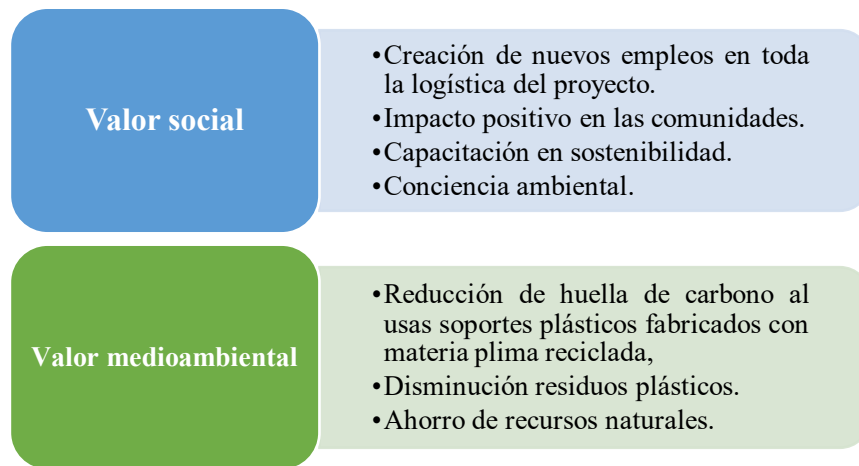 Valor social
•Creación de nuevos empleos en toda
la logística del proyecto.
•Impacto positivo en las comunidades.
•Capacitación en sostenibilidad.
•Conciencia ambiental.
Valor medioambiental
•Reducción de huella de carbono al
usas soportes plásticos fabricados con
materia plima reciclada,
•Disminución residuos plásticos.
•Ahorro de recursos naturales.